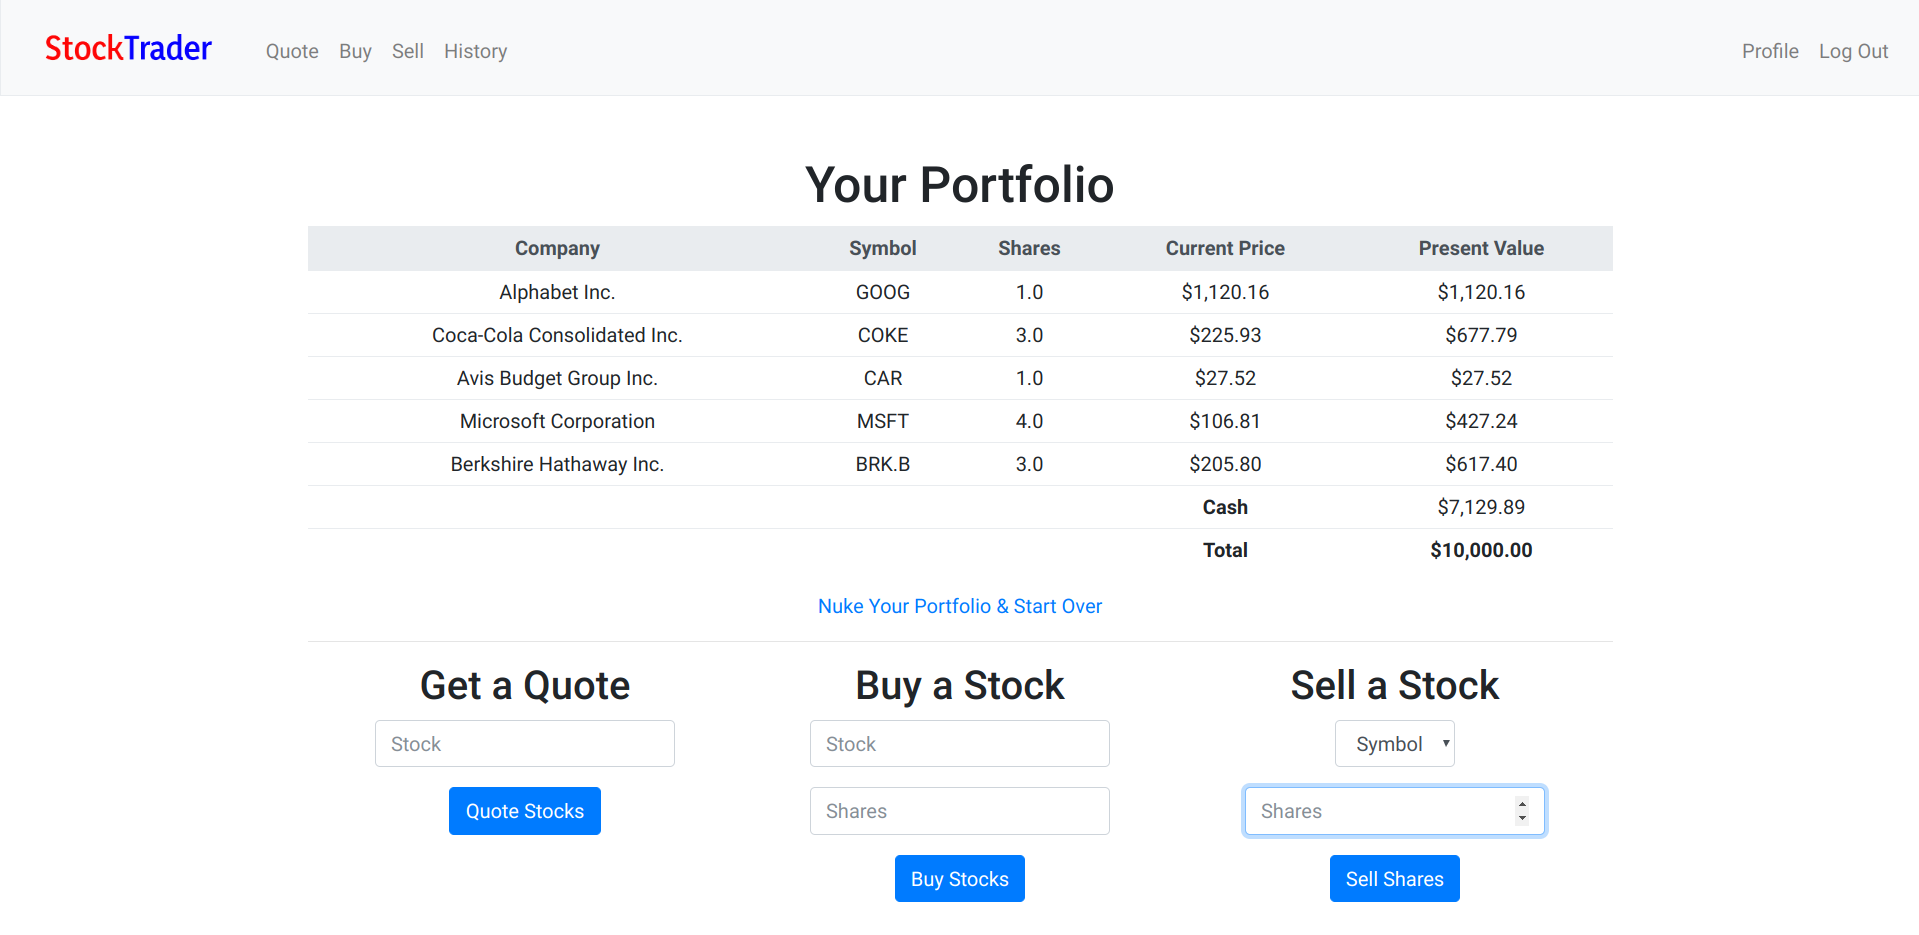 StockTrader Quote Buy Sell History Profile Log Out
Your Portfolio
Company Symbol Shares Current Price Present Value
Alphabet Inc. GOOG 1.0 $1,120.16 $1,120.16
Coca-Cola Consolidated Inc. COKE 3.0 $225.93 $677.79
Avis Budget Group Inc. CAR 1.0 $27.52 $27.52
Microsoft Corporation MSFT 4.0 $106.81 $427.24
Berkshire Hathaway Inc. BRK.B 3.0 $205.80 $617.40
Cash $7,129.89
Total $10,000.00
Nuke Your Portfolio & Start Over
Get a Quote Buy a Stock Sell a Stock
Stock Stock Symbol
Quote Stocks Shares Shares
Buy Stocks Sell Shares